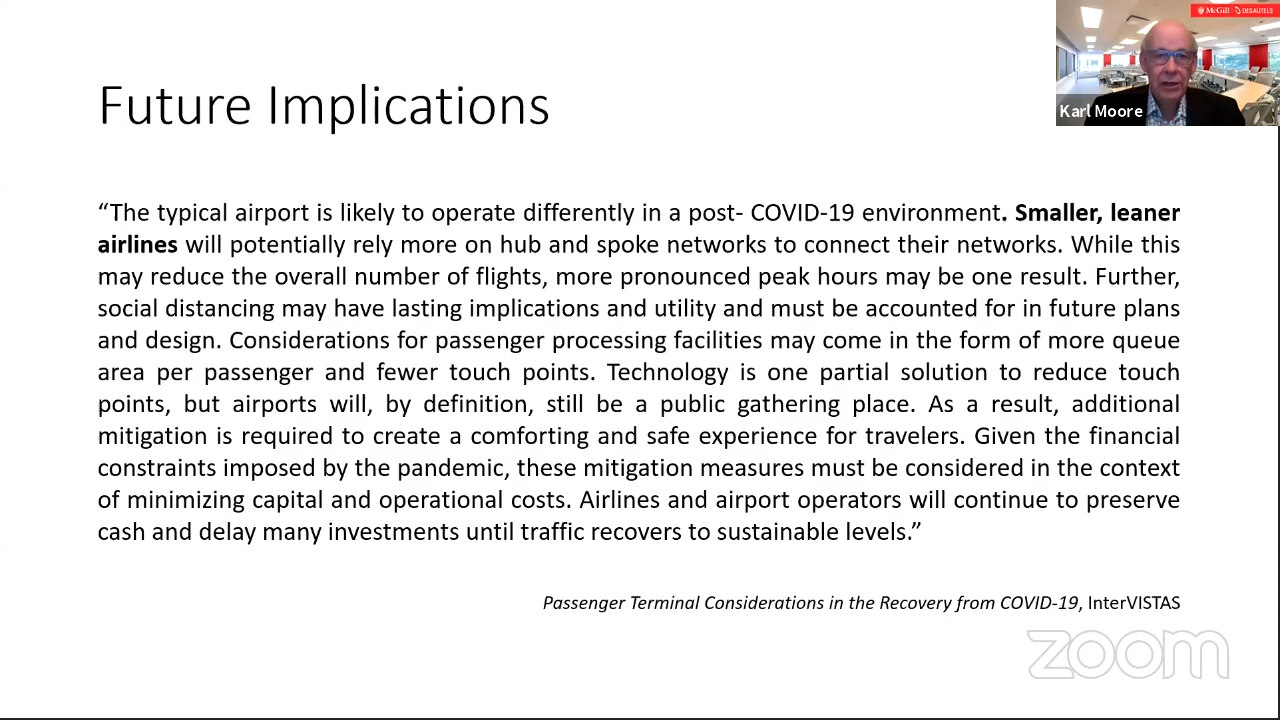 McGill DESAUTELS
Karl Moore
Future Implications
“The typical airport is likely to operate differently in a post- COVID-19 environment. Smaller, leaner
airlines will potentially rely more on hub and spoke networks to connect their networks. While this
may reduce the overall number of flights, more pronounced peak hours may be one result. Further,
social distancing may have lasting implications and utility and must be accounted for in future plans
and design. Considerations for passenger processing facilities may come in the form of more queue
area per passenger and fewer touch points. Technology is one partial solution to reduce touch
points, but airports will, by definition, still be a public gathering place. As a result, additional
mitigation is required to create a comforting and safe experience for travelers. Given the financial
constraints imposed by the pandemic, these mitigation measures must be considered in the context
of minimizing capital and operational costs. Airlines and airport operators will continue to preserve
cash and delay many investments until traffic recovers to sustainable levels.”
Passenger Terminal Considerations in the Recovery from COVID-19, InterVISTAS
zoom